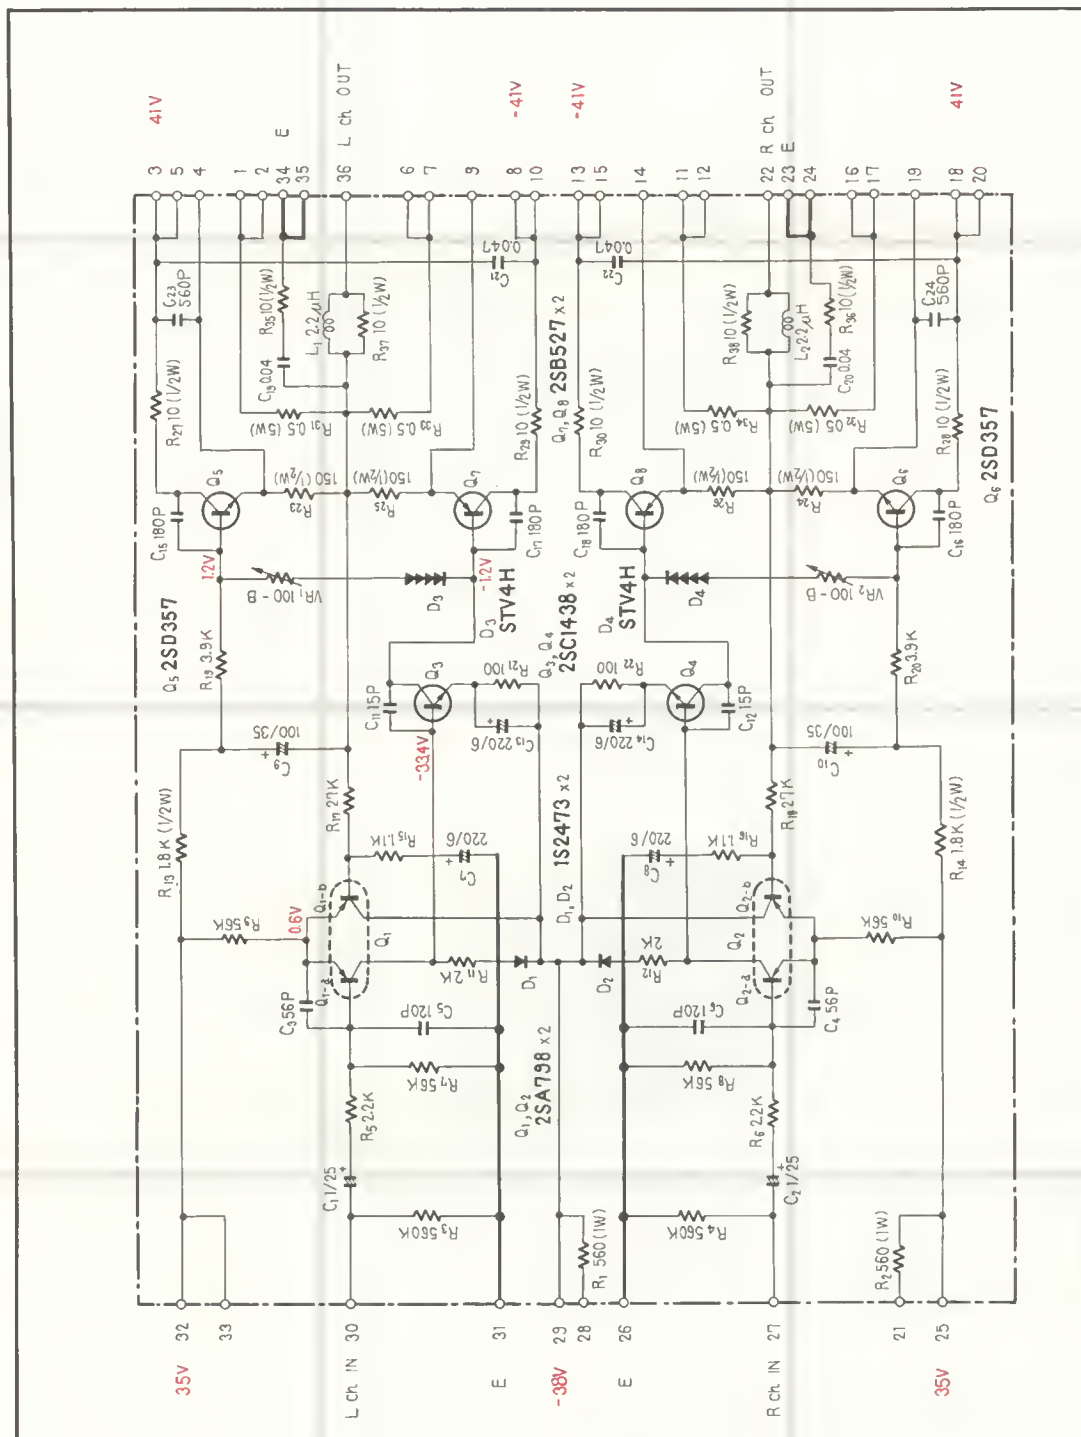 41V
E
L ch OUT
-41V
-41V
R ch OUT
E
41V
3
5
4
1
2
34
35
36
6
7
9
8
10
13
15
14
11
12
22
23
24
16
17
19
18
20
C23
560P
R35 10 (1/2W)
L1 2.2μH
R37 10 (1/2W)
C21
0.047
C22
0.047
R38 10 (1/2W)
L2 2.2μH
R36 10 (1/2W)
C24
560P
C19 0.04
C20 0.04
R27 10 (1/2W)
R31 0.5 (5W)
R33 0.5 (5W)
R29 10 (1/2W)
Q7, Q8 2SB527 x 2
R30 10 (1/2W)
R34 0.5 (5W)
R32 0.5 (5W)
R28 10 (1/2W)
Q5
R23
150 (1/2W)
R25
150 (1/2W)
Q7
Q8
R26
150 (1/2W)
R24
150 (1/2W)
Q6
Q6 2SD357
C15 180P
C17 180P
C18 180P
C16 180P
1.2V
-1.2V
VR1 100-B
D3
D3
STV4H
D4
STV4H
D4
VR2 100-B
Q5 2SD357
R19 3.9K
C11 15P
Q3
R21 100
Q3, Q4
2SC1438 x 2
R22 100
Q4
C12
15P
R20 3.9K
100/35
+
C9
-33.4V
+
C13 220/6
C14 220/6
+
100/35
C10
+
R13 1.8K (1/2W)
R17 27K
R15 1.1K
220/6
+
C7
1S2473 x 2
D1, D2
220/6
C8
+
R16 1.1K
R18 27K
R14 1.8K (1/2W)
R9 56K
0.6V
Q1-b
Q1
Q1-a
R11 2K
D1
D2
2K
R12
Q2-b
Q2
Q2-a
R10 56K
C3 56P
C5 120P
C6 120P
C4 56P
R5 2.2K
R7 56K
Q1, Q2
2SA798 x 2
R8 56K
R6 2.2K
C1 1/25
+
R3 560K
R1 560 (1W)
R4 560K
C2 1/25
+
R2 560 (1W)
32
33
30
31
29
28
26
27
21
25
35V
L ch IN
E
-38V
E
R ch IN
35V